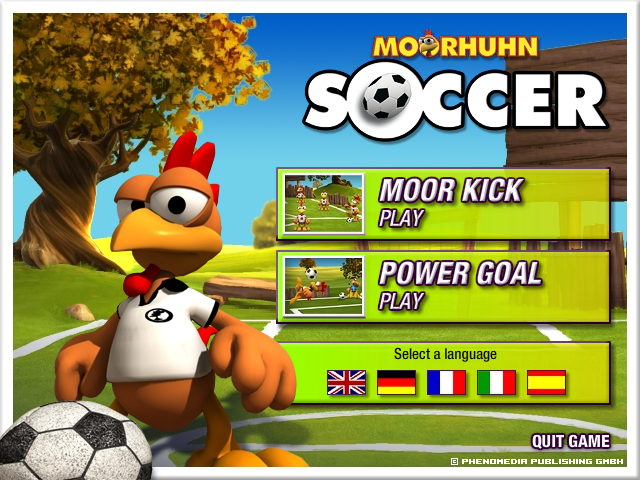 MOORHUHN
SOCCER
MOOR KICK
PLAY
POWER GOAL
PLAY
Select a language
QUIT GAME
© PHENOMEDIA PUBLISHING GMBH